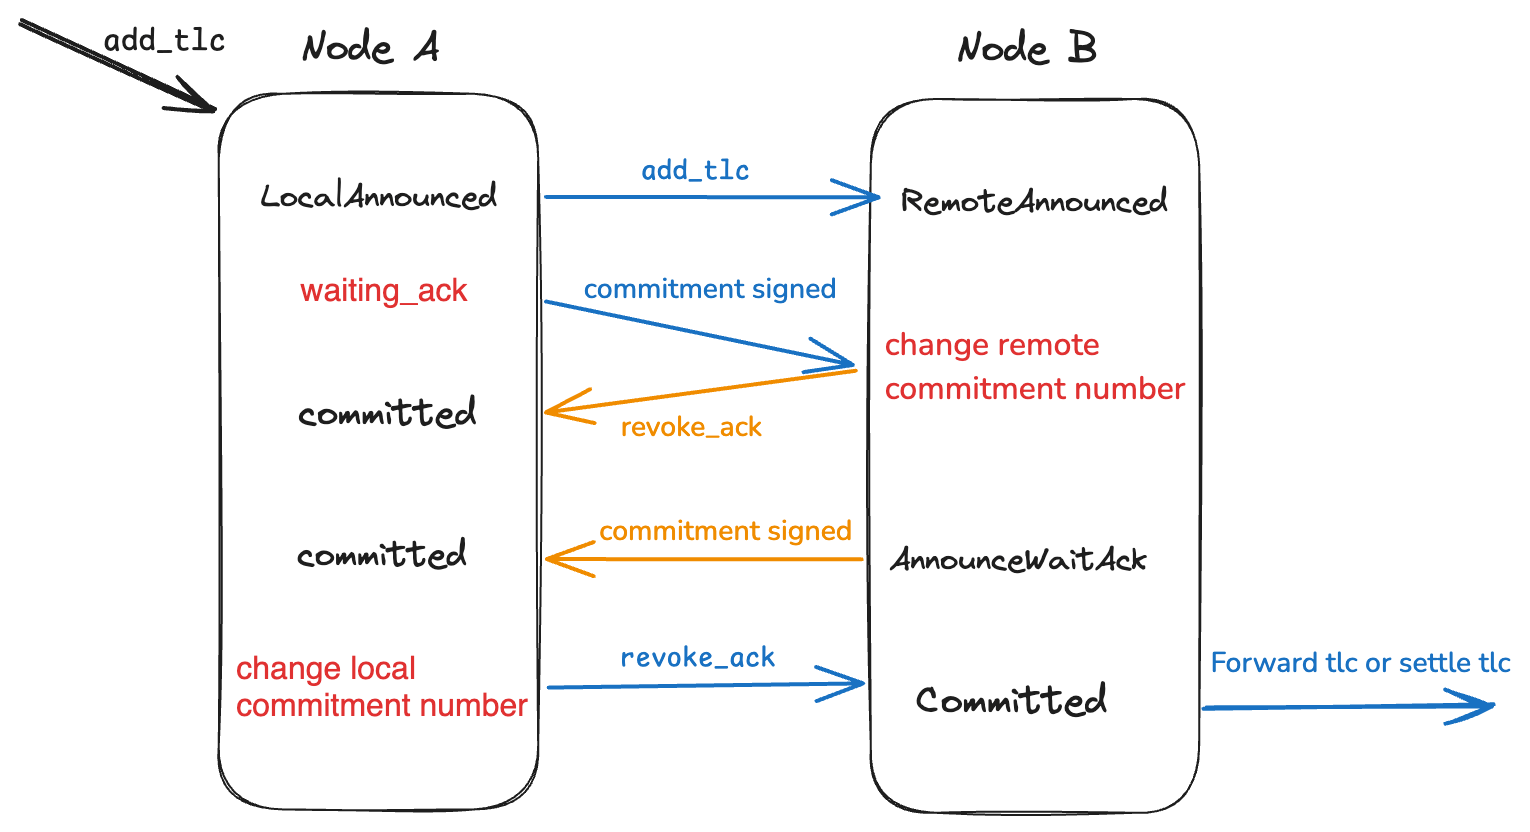 add_tlc
Node A
Node B
LocalAnnounced
add_tlc
RemoteAnnounced
waiting_ack
commitment signed
change remote
commitment number
committed
revoke_ack
commitment signed
committed
AnnounceWaitAck
change local
commitment number
revoke_ack
Committed
Forward tlc or settle tlc